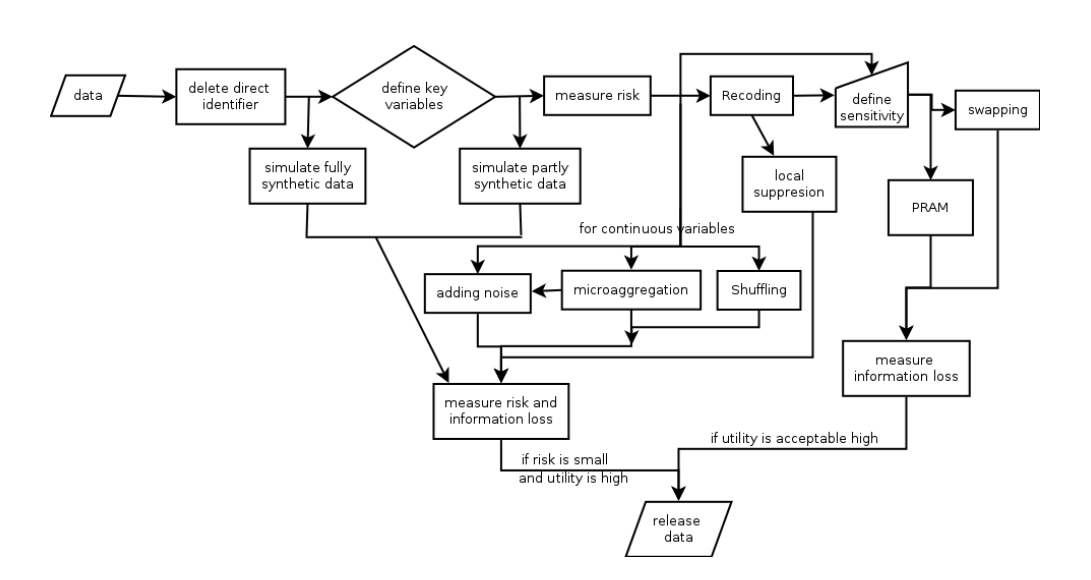 data
delete direct
identifier
define key
variables
measure risk
Recoding
define
sensitivity
swapping
simulate fully
synthetic data
simulate partly
synthetic data
local
suppresion
PRAM
for continuous variables
adding noise
microaggregation
Shuffling
measure
information loss
measure risk and
information loss
if utility is acceptable high
if risk is small
and utility is high
release
data